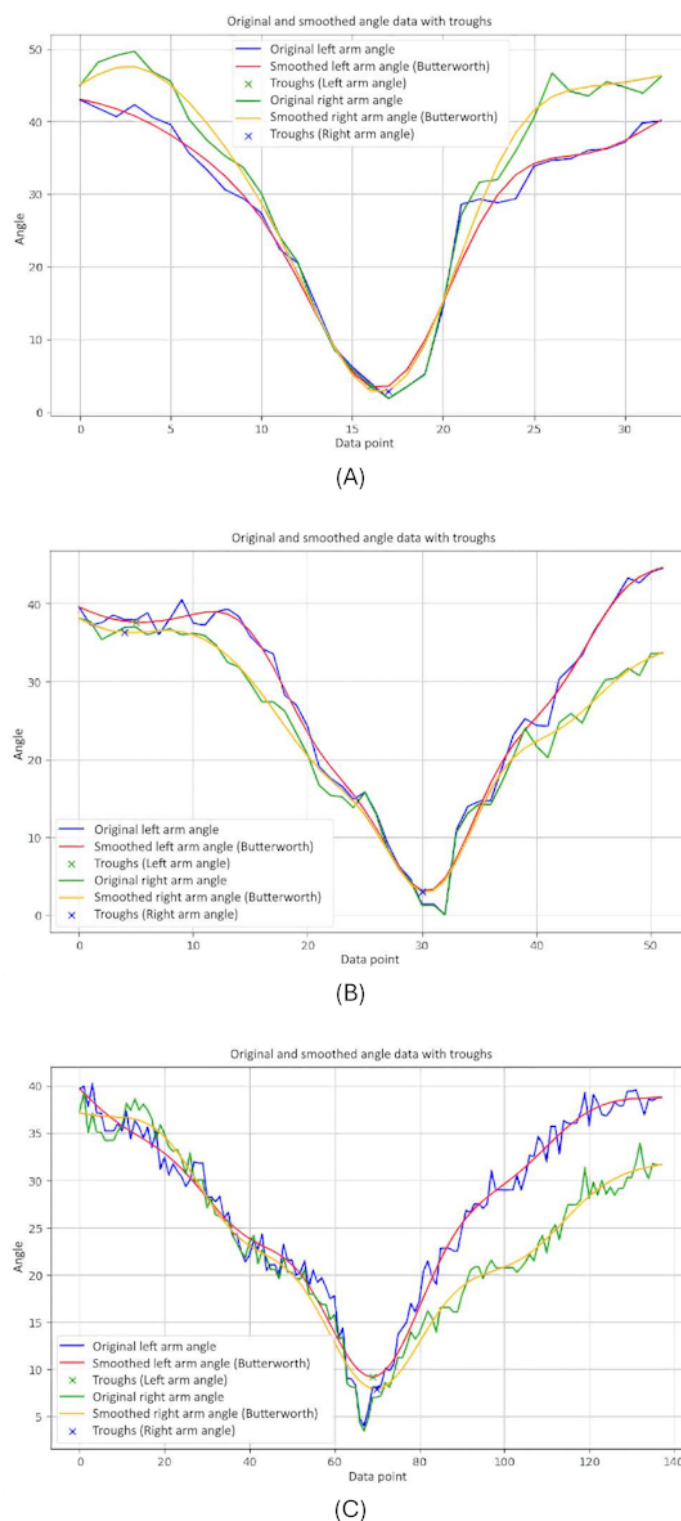 Original and smoothed angle data with troughs
50
40
30
20
10
0
Angle
Original left arm angle
Smoothed left arm angle (Butterworth)
Troughs (Left arm angle)
Original right arm angle
Smoothed right arm angle (Butterworth)
Troughs (Right arm angle)
0 5 10 15 20 25 30
Data point
(A)
Original and smoothed angle data with troughs
40
30
20
10
0
Angle
Original left arm angle
Smoothed left arm angle (Butterworth)
Troughs (Left arm angle)
Original right arm angle
Smoothed right arm angle (Butterworth)
Troughs (Right arm angle)
0 10 20 30 40 50
Data point
(B)
Original and smoothed angle data with troughs
40
35
30
25
20
15
10
5
Angle
Original left arm angle
Smoothed left arm angle (Butterworth)
Troughs (Left arm angle)
Original right arm angle
Smoothed right arm angle (Butterworth)
Troughs (Right arm angle)
0 20 40 60 80 100 120 140
Data point
(C)